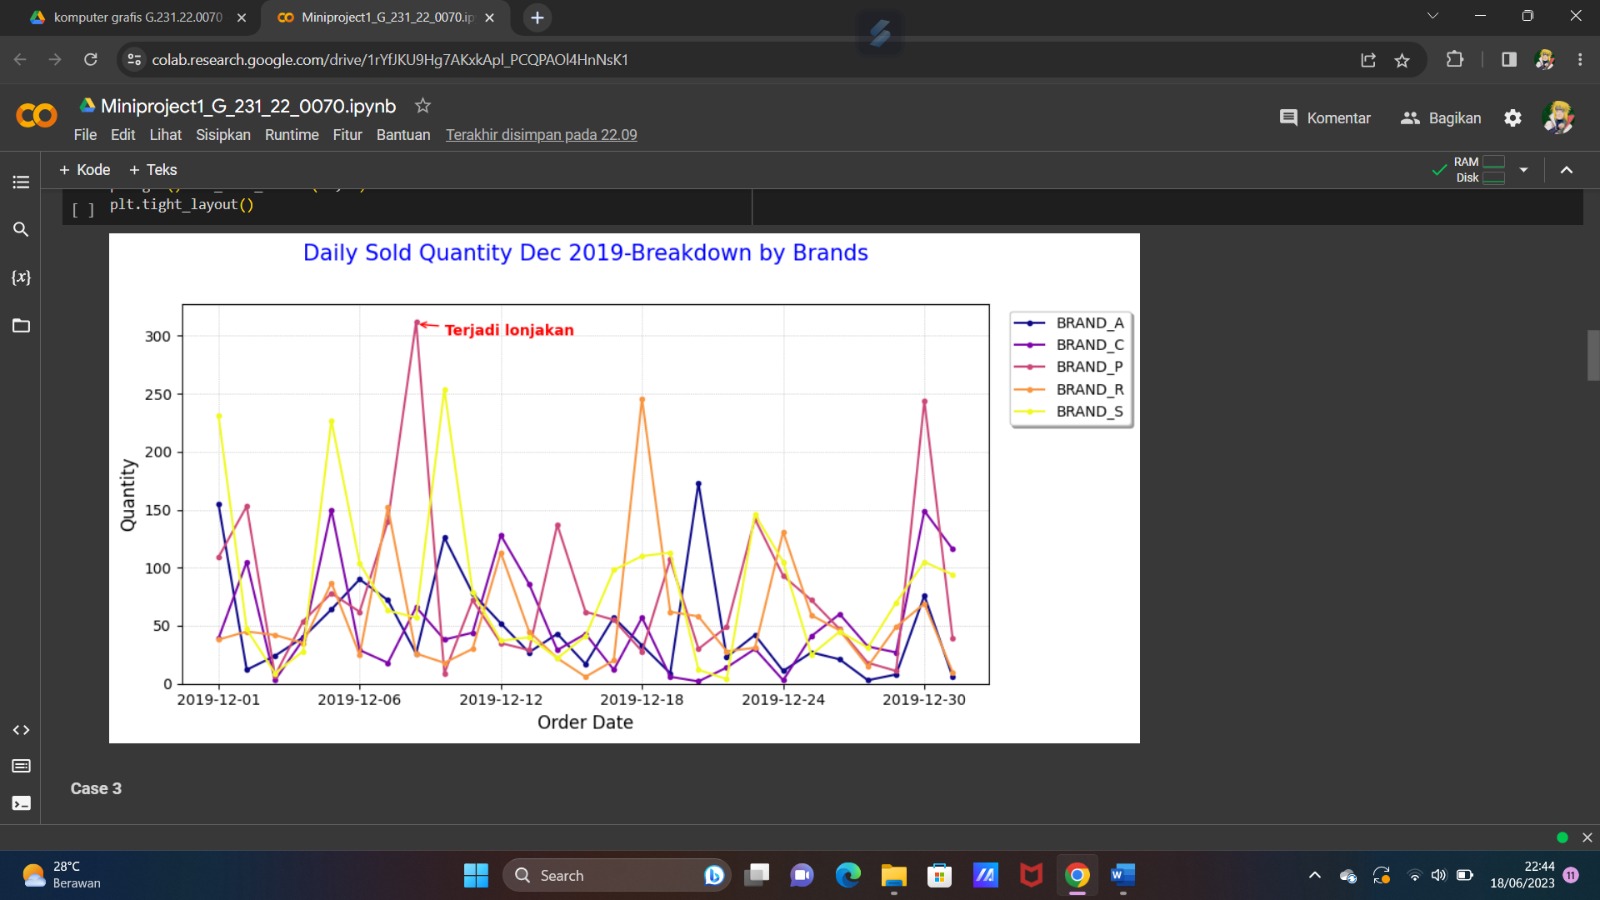 komputer grafis G.231.22.0070
Miniproject1_G_231_22_0070.ip
colab.research.google.com/drive/1rYfJKU9Hg7AKxkApl_PCQPAOl4HnNsK1
Miniproject1_G_231_22_0070.ipynb
File Edit Lihat Sisipkan Runtime Fitur Bantuan Terakhir disimpan pada 22.09
Komentar
Bagikan
+ Kode + Teks
RAM
Disk
{x}
[ ] plt.tight_layout()
Daily Sold Quantity Dec 2019-Breakdown by Brands
Terjadi lonjakan
BRAND_A
BRAND_C
BRAND_P
BRAND_R
BRAND_S
Quantity
300
250
200
150
100
50
0
2019-12-01 2019-12-06 2019-12-12 2019-12-18 2019-12-24 2019-12-30
Order Date
Case 3
28°C
Berawan
Search
22:44
18/06/2023
11